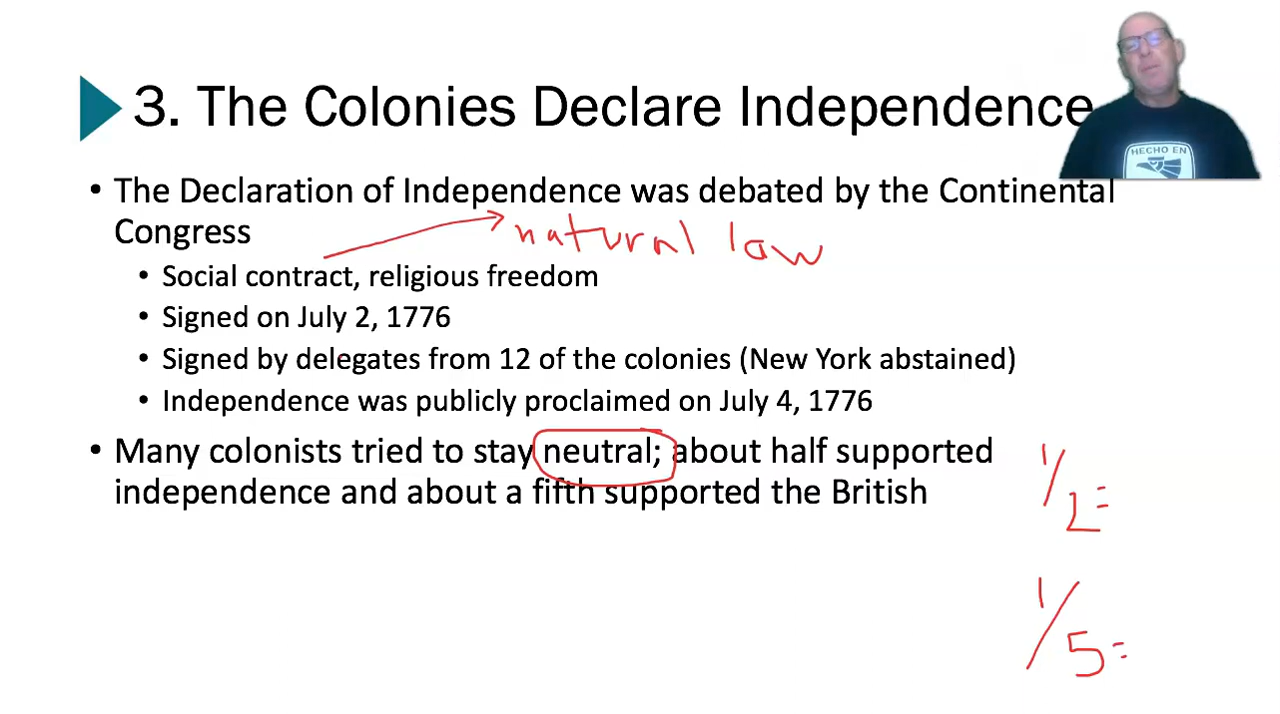 3. The Colonies Declare Independence
HECHO EN
• The Declaration of Independence was debated by the Continental
Congress
natural law
• Social contract, religious freedom
• Signed on July 2, 1776
• Signed by delegates from 12 of the colonies (New York abstained)
• Independence was publicly proclaimed on July 4, 1776
• Many colonists tried to stay neutral; about half supported
independence and about a fifth supported the British
1/2=
1/5=